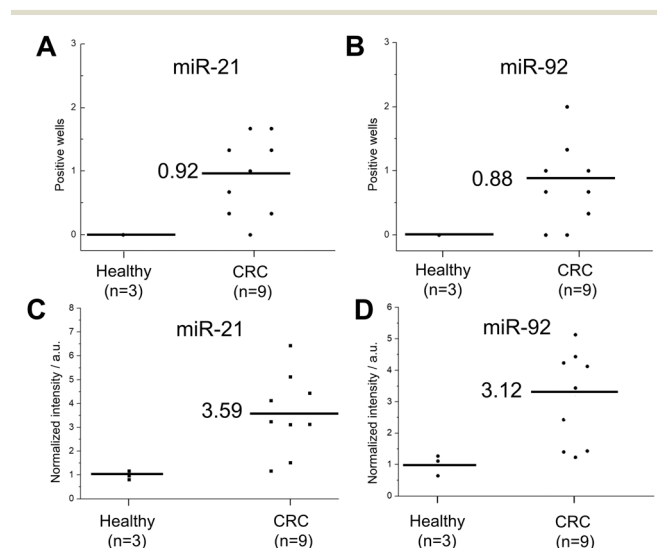 A
miR-21
Positive wells
3
2
1
0
0.92
Healthy
(n=3)
CRC
(n=9)
B
miR-92
Positive wells
3
2
1
0
0.88
Healthy
(n=3)
CRC
(n=9)
C
miR-21
Normalized intensity / a.u.
8
7
6
5
4
3
2
1
0
3.59
Healthy
(n=3)
CRC
(n=9)
D
miR-92
Normalized intensity / a.u.
6
5
4
3
2
1
0
3.12
Healthy
(n=3)
CRC
(n=9)